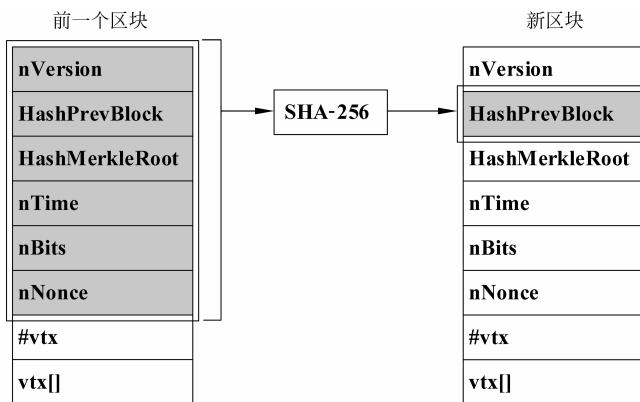 前一个区块
nVersion
HashPrevBlock
HashMerkleRoot
nTime
nBits
nNonce
#vtx
vtx[]
SHA-256
新区块
nVersion
HashPrevBlock
HashMerkleRoot
nTime
nBits
nNonce
#vtx
vtx[]